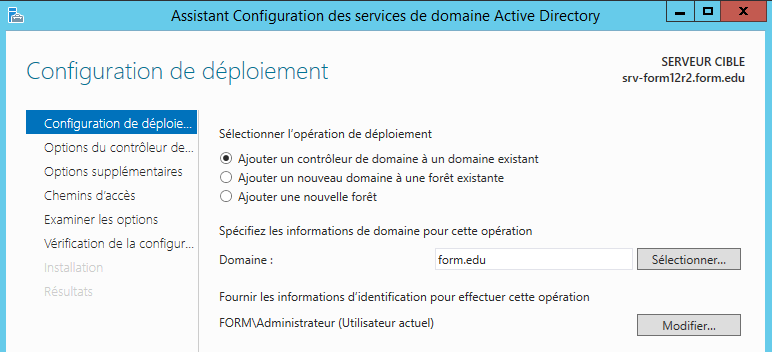 Assistant Configuration des services de domaine Active Directory
Configuration de déploiement
SERVEUR CIBLE
srv-form12r2.form.edu
Configuration de déploie...
Options du contrôleur de...
Options supplémentaires
Chemins d'accès
Examiner les options
Vérification de la configur...
Installation
Résultats
Sélectionner l'opération de déploiement
Ajouter un contrôleur de domaine à un domaine existant
Ajouter un nouveau domaine à une forêt existante
Ajouter une nouvelle forêt
Spécifiez les informations de domaine pour cette opération
Domaine : form.edu Sélectionner...
Fournir les informations d'identification pour effectuer cette opération
FORM\Administrateur (Utilisateur actuel) Modifier...